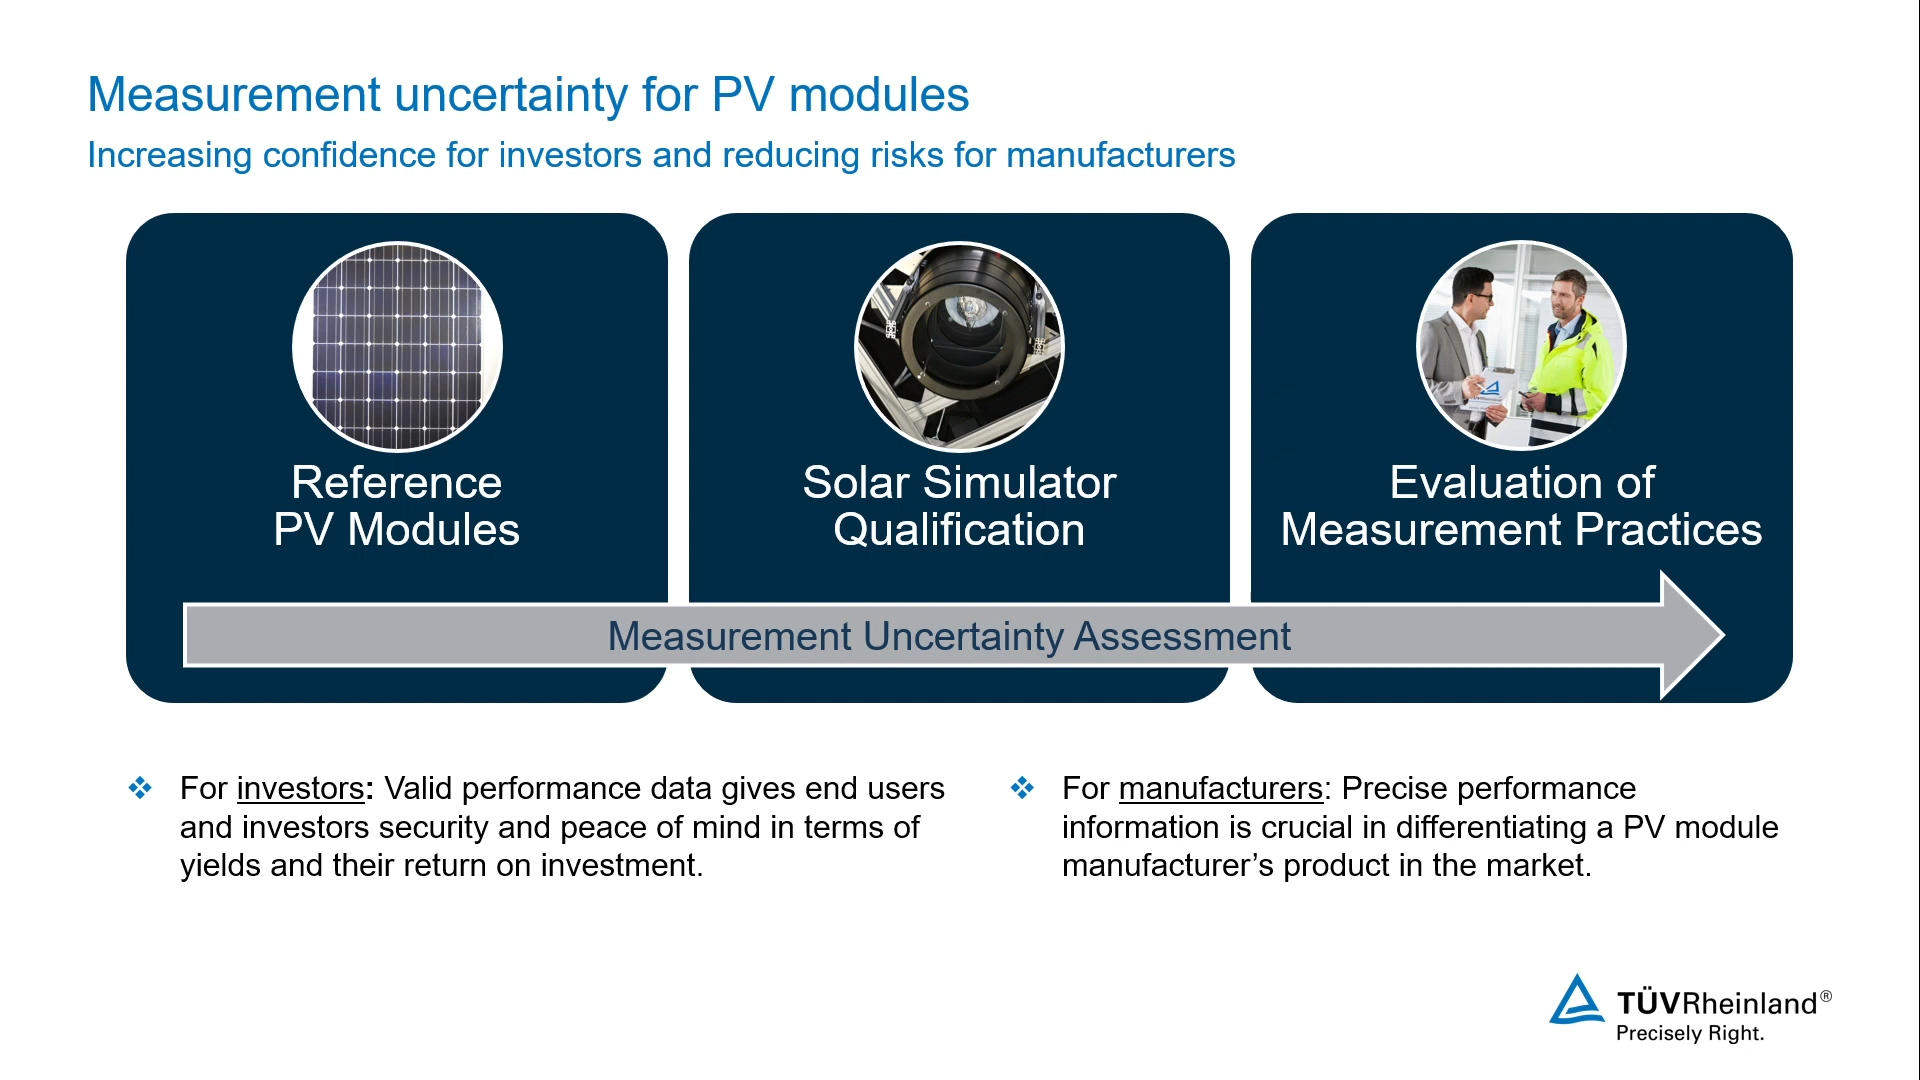 Measurement uncertainty for PV modules
Increasing confidence for investors and reducing risks for manufacturers
Reference
PV Modules
Solar Simulator
Qualification
Evaluation of
Measurement Practices
Measurement Uncertainty Assessment
❖ For investors: Valid performance data gives end users
and investors security and peace of mind in terms of
yields and their return on investment.
❖ For manufacturers: Precise performance
information is crucial in differentiating a PV module
manufacturer’s product in the market.
TÜVRheinland®
Precisely Right.